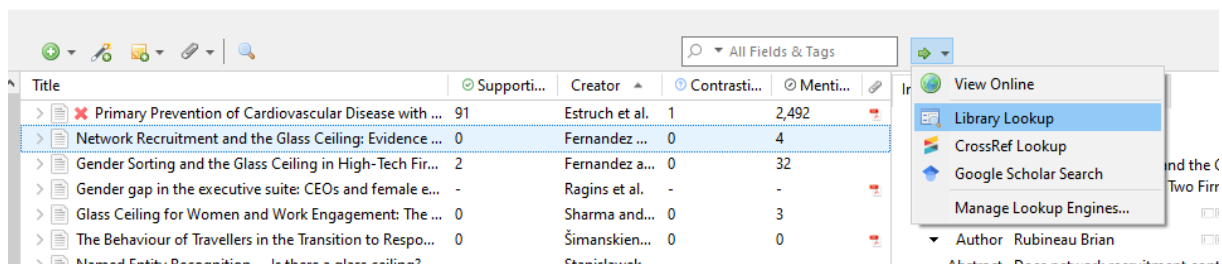 All Fields & Tags
Title Supporti... Creator Contrasti... Menti...
Primary Prevention of Cardiovascular Disease with ... 91 Estruch et al. 1 2,492
Network Recruitment and the Glass Ceiling: Evidence ... 0 Fernandez ... 0 4
Gender Sorting and the Glass Ceiling in High-Tech Fir... 2 Fernandez a... 0 32
Gender gap in the executive suite: CEOs and female e... - Ragins et al. - -
Glass Ceiling for Women and Work Engagement: The ... 0 Sharma and... 0 3
The Behaviour of Travellers in the Transition to Respo... 0 Šimanskien... 0 0
View Online
Library Lookup
CrossRef Lookup
Google Scholar Search
Manage Lookup Engines...
Author Rubineau Brian